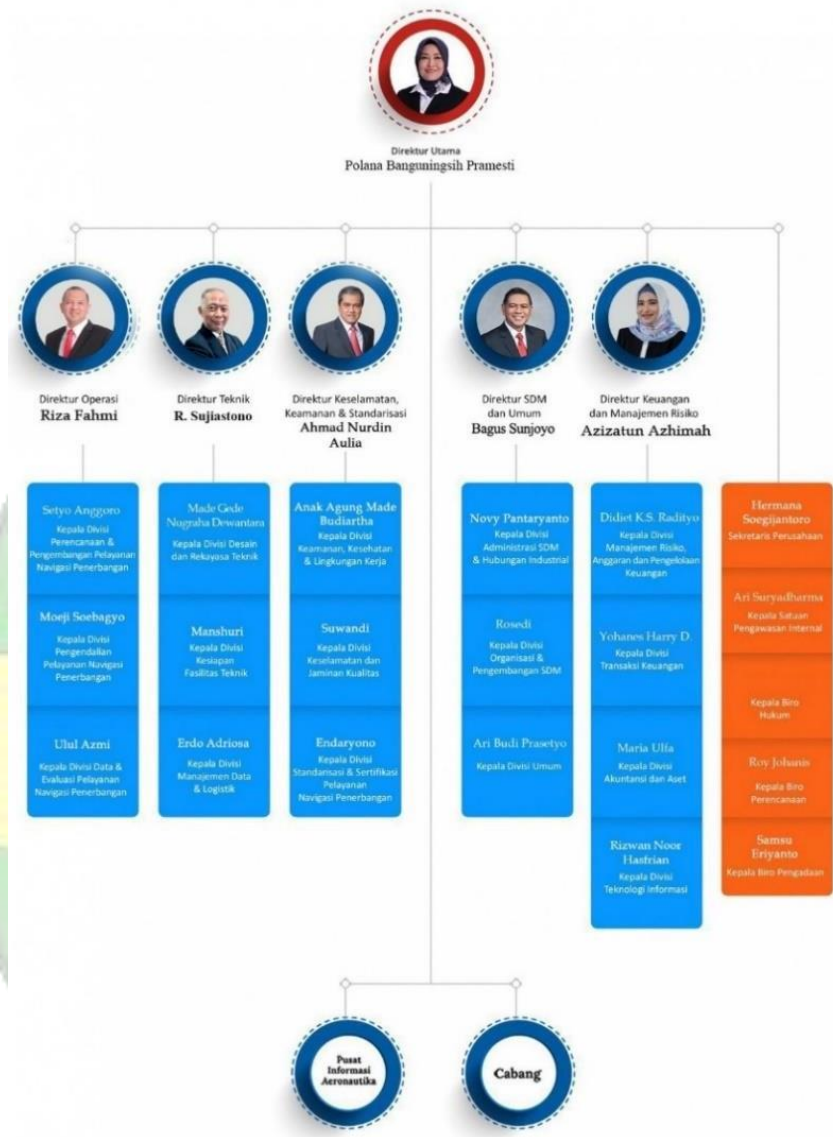 Direktur Utama
Polana Banguningsih Pramesti
Direktur Operasi
Riza Fahmi
Direktur Teknik
R. Sujiastono
Direktur Keselamatan,
Keamanan & Standarisasi
Ahmad Nurdin
Aulia
Direktur SDM
dan Umum
Bagus Sunjoyo
Direktur Keuangan
dan Manajemen Risiko
Azizatun Azhimah
Setyo Anggoro
Kepala Divisi
Perencanaan &
Pengembangan Pelayanan
Navigasi Penerbangan
Moeji Soebagyo
Kepala Divisi
Pengendalian
Pelayanan Navigasi
Penerbangan
Ulul Azmi
Kepala Divisi Data &
Evaluasi Pelayanan
Navigasi Penerbangan
Made Gede
Nugraha Dewantara
Kepala Divisi Desain
dan Rekayasa Teknik
Manshuri
Kepala Divisi
Kesiapan
Fasilitas Teknik
Erdo Adriosa
Kepala Divisi
Manajemen Data
& Logistik
Anak Agung Made
Budiartha
Kepala Divisi
Keamanan, Kesehatan
& Lingkungan Kerja
Suwandi
Kepala Divisi
Keselamatan dan
Jaminan Kualitas
Endaryono
Kepala Divisi
Standarisasi & Sertifikasi
Pelayanan
Navigasi Penerbangan
Novy Pantaryanto
Kepala Divisi
Administrasi SDM
& Hubungan Industrial
Rosedi
Kepala Divisi
Organisasi &
Pengembangan SDM
Ari Budi Prasetyo
Kepala Divisi Umum
Didiet K.S. Radityo
Kepala Divisi
Manajemen Risiko,
Anggaran dan Pengelolaan
Keuangan
Yohanes Harry D.
Kepala Divisi
Transaksi Keuangan
Maria Ulfa
Kepala Divisi
Akuntansi dan Aset
Rizwan Noor
Hasfrian
Kepala Divisi
Teknologi Informasi
Hermana
Soegijantoro
Sekretaris Perusahaan
Ari Suryadharma
Kepala Satuan
Pengawasan Internal
Kepala Biro
Hukum
Roy Johanis
Kepala Biro
Perencanaan
Samsu
Eriyanto
Kepala Biro Pengadaan
Pusat
Informasi
Aeronautika
Cabang